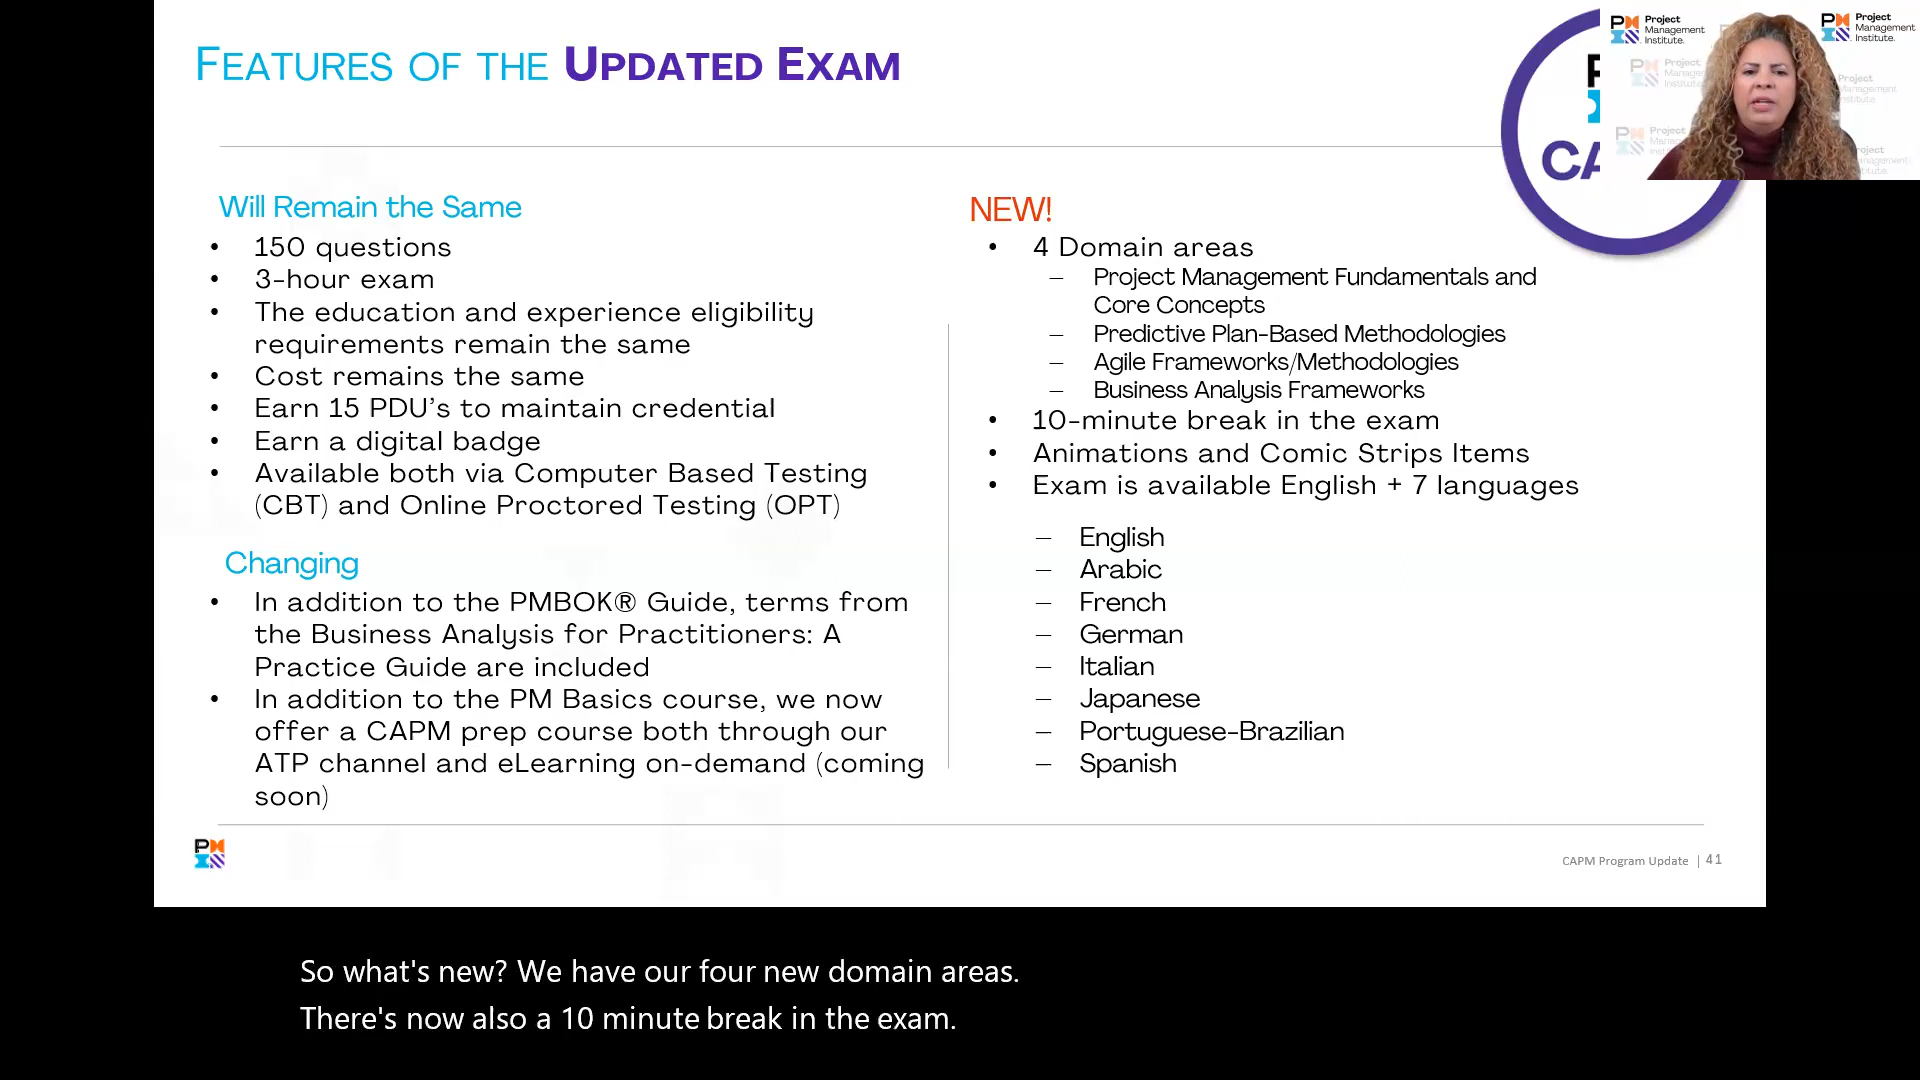 FEATURES OF THE UPDATED EXAM
Will Remain the Same
• 150 questions
• 3-hour exam
• The education and experience eligibility
requirements remain the same
• Cost remains the same
• Earn 15 PDU’s to maintain credential
• Earn a digital badge
• Available both via Computer Based Testing
(CBT) and Online Proctored Testing (OPT)
Changing
• In addition to the PMBOK® Guide, terms from
the Business Analysis for Practitioners: A
Practice Guide are included
• In addition to the PM Basics course, we now
offer a CAPM prep course both through our
ATP channel and eLearning on-demand (coming
soon)
NEW!
• 4 Domain areas
– Project Management Fundamentals and
Core Concepts
– Predictive Plan-Based Methodologies
– Agile Frameworks/Methodologies
– Business Analysis Frameworks
• 10-minute break in the exam
• Animations and Comic Strips Items
• Exam is available English + 7 languages
– English
– Arabic
– French
– German
– Italian
– Japanese
– Portuguese-Brazilian
– Spanish
Project
Management
Institute.
Project
Management
Institute.
CAPM Program Update | 41
So what's new? We have our four new domain areas.
There's now also a 10 minute break in the exam.